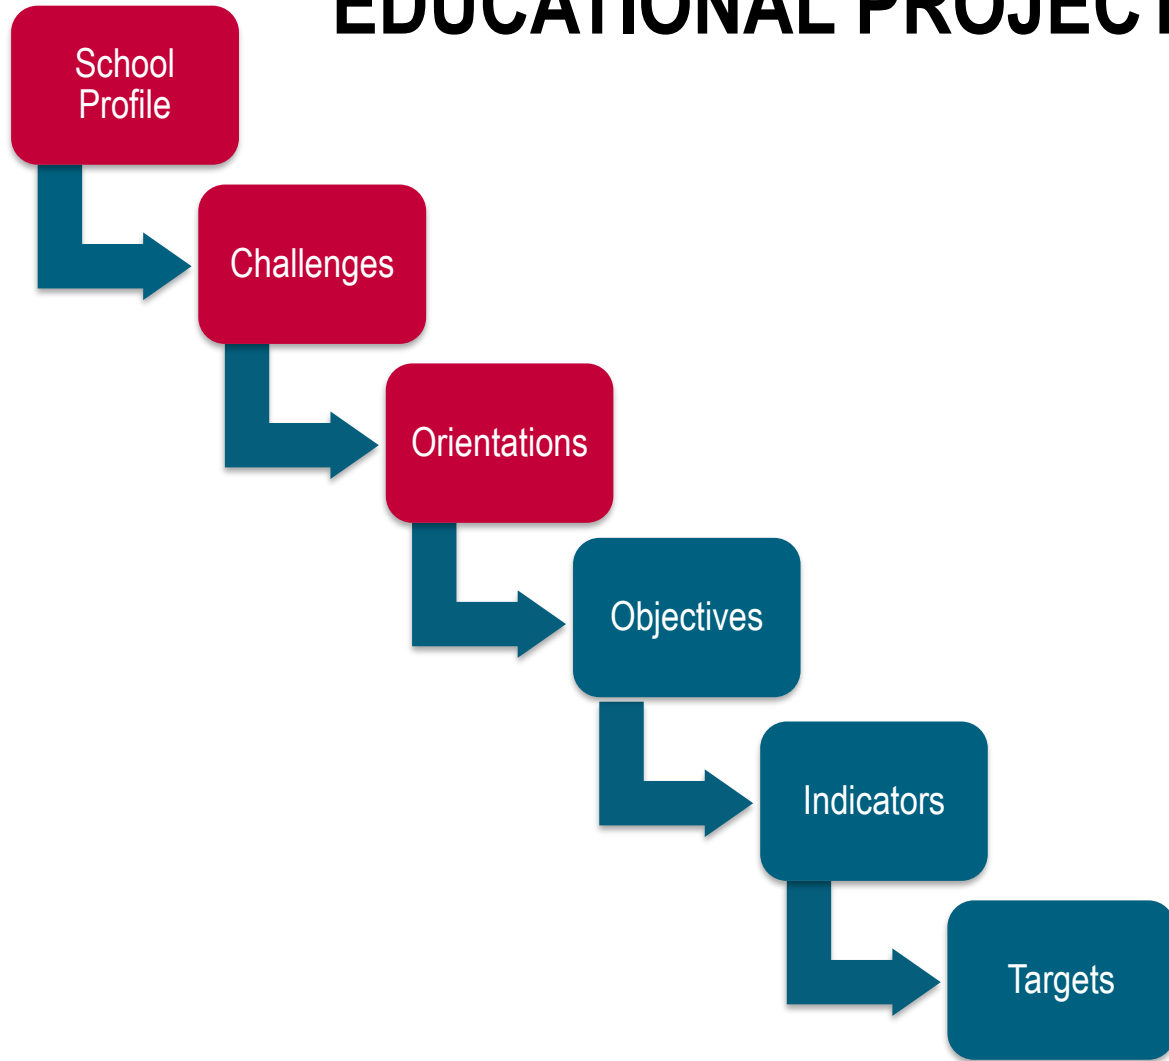 EDUCATIONAL PROJECT
School
Profile
Challenges
Orientations
Objectives
Indicators
Targets